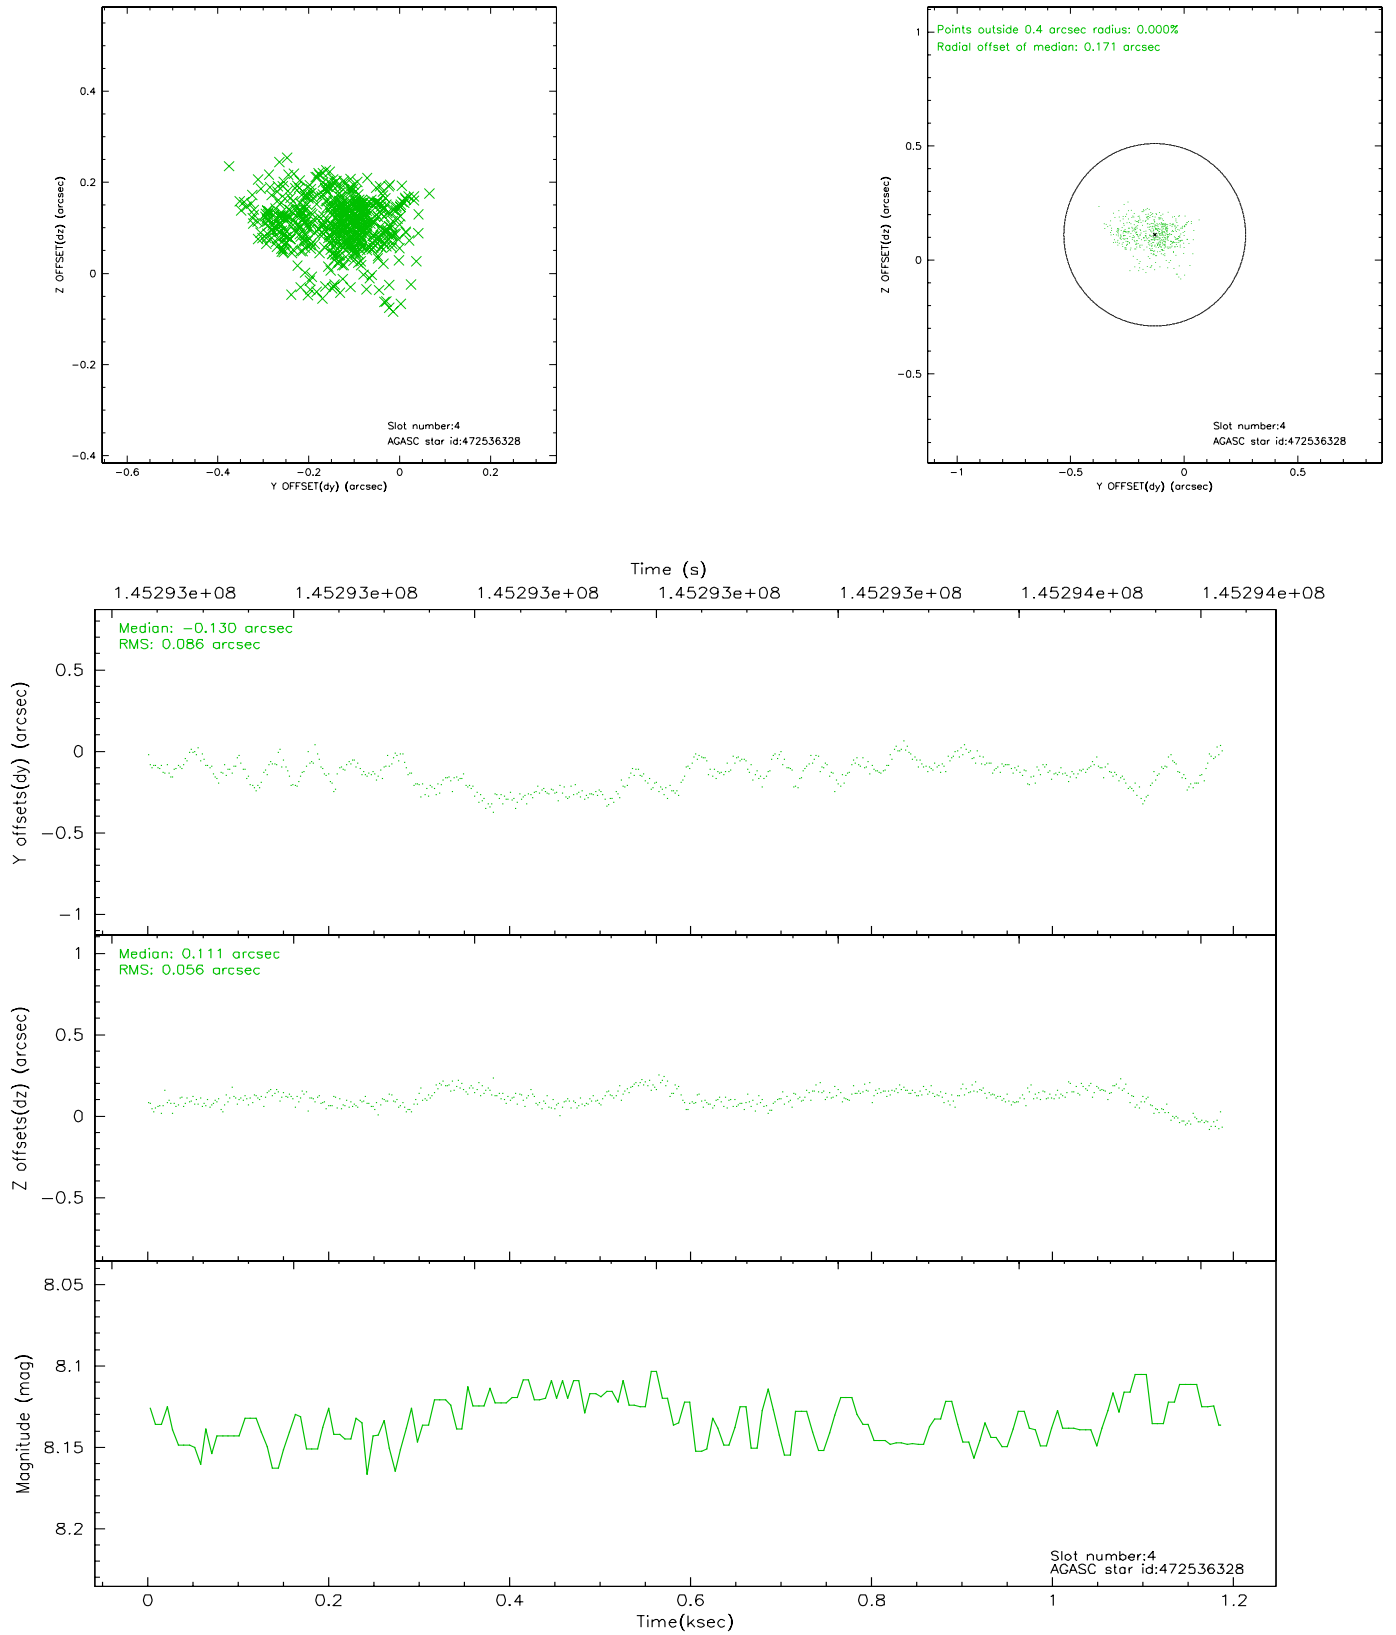 0.4
0.2
0
−0.2
−0.4
Z OFFSET(dz) (arcsec)
Slot number:4
AGASC star id:472536328
−0.6 −0.4 −0.2 0 0.2
Y OFFSET(dy) (arcsec)
Points outside 0.4 arcsec radius: 0.000%
Radial offset of median: 0.171 arcsec
1
0.5
0
−0.5
Z OFFSET(dz) (arcsec)
Slot number:4
AGASC star id:472536328
−1 −0.5 0 0.5
Y OFFSET(dy) (arcsec)
Time (s)
1.45293e+08 1.45293e+08 1.45293e+08 1.45293e+08 1.45293e+08 1.45294e+08 1.45294e+08
Median: −0.130 arcsec
RMS: 0.086 arcsec
0.5
0
−0.5
−1
Y offsets(dy) (arcsec)
Median: 0.111 arcsec
RMS: 0.056 arcsec
1
0.5
0
−0.5
Z offsets(dz) (arcsec)
8.05
8.1
8.15
8.2
Magnitude (mag)
Slot number:4
AGASC star id:472536328
0 0.2 0.4 0.6 0.8 1 1.2
Time(ksec)